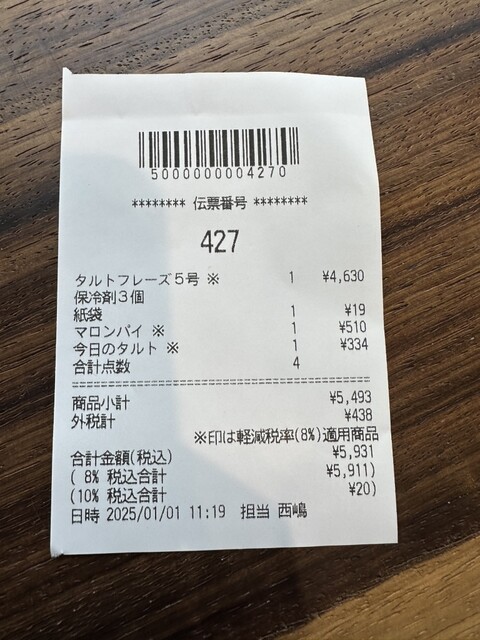 5000000004270
******** 伝票番号 ********
427
タルトフレーズ5号 ※ 1 ¥4,630
保冷剤3個
紙袋 1 ¥19
マロンパイ ※ 1 ¥510
今日のタルト ※ 1 ¥334
合計点数 4
商品小計 ¥5,493
外税計 ¥438
※印は軽減税率(8%)適用商品
合計金額(税込) ¥5,931
( 8% 税込合計 ¥5,911)
(10% 税込合計 ¥20)
日時 2025/01/01 11:19 担当 西嶋